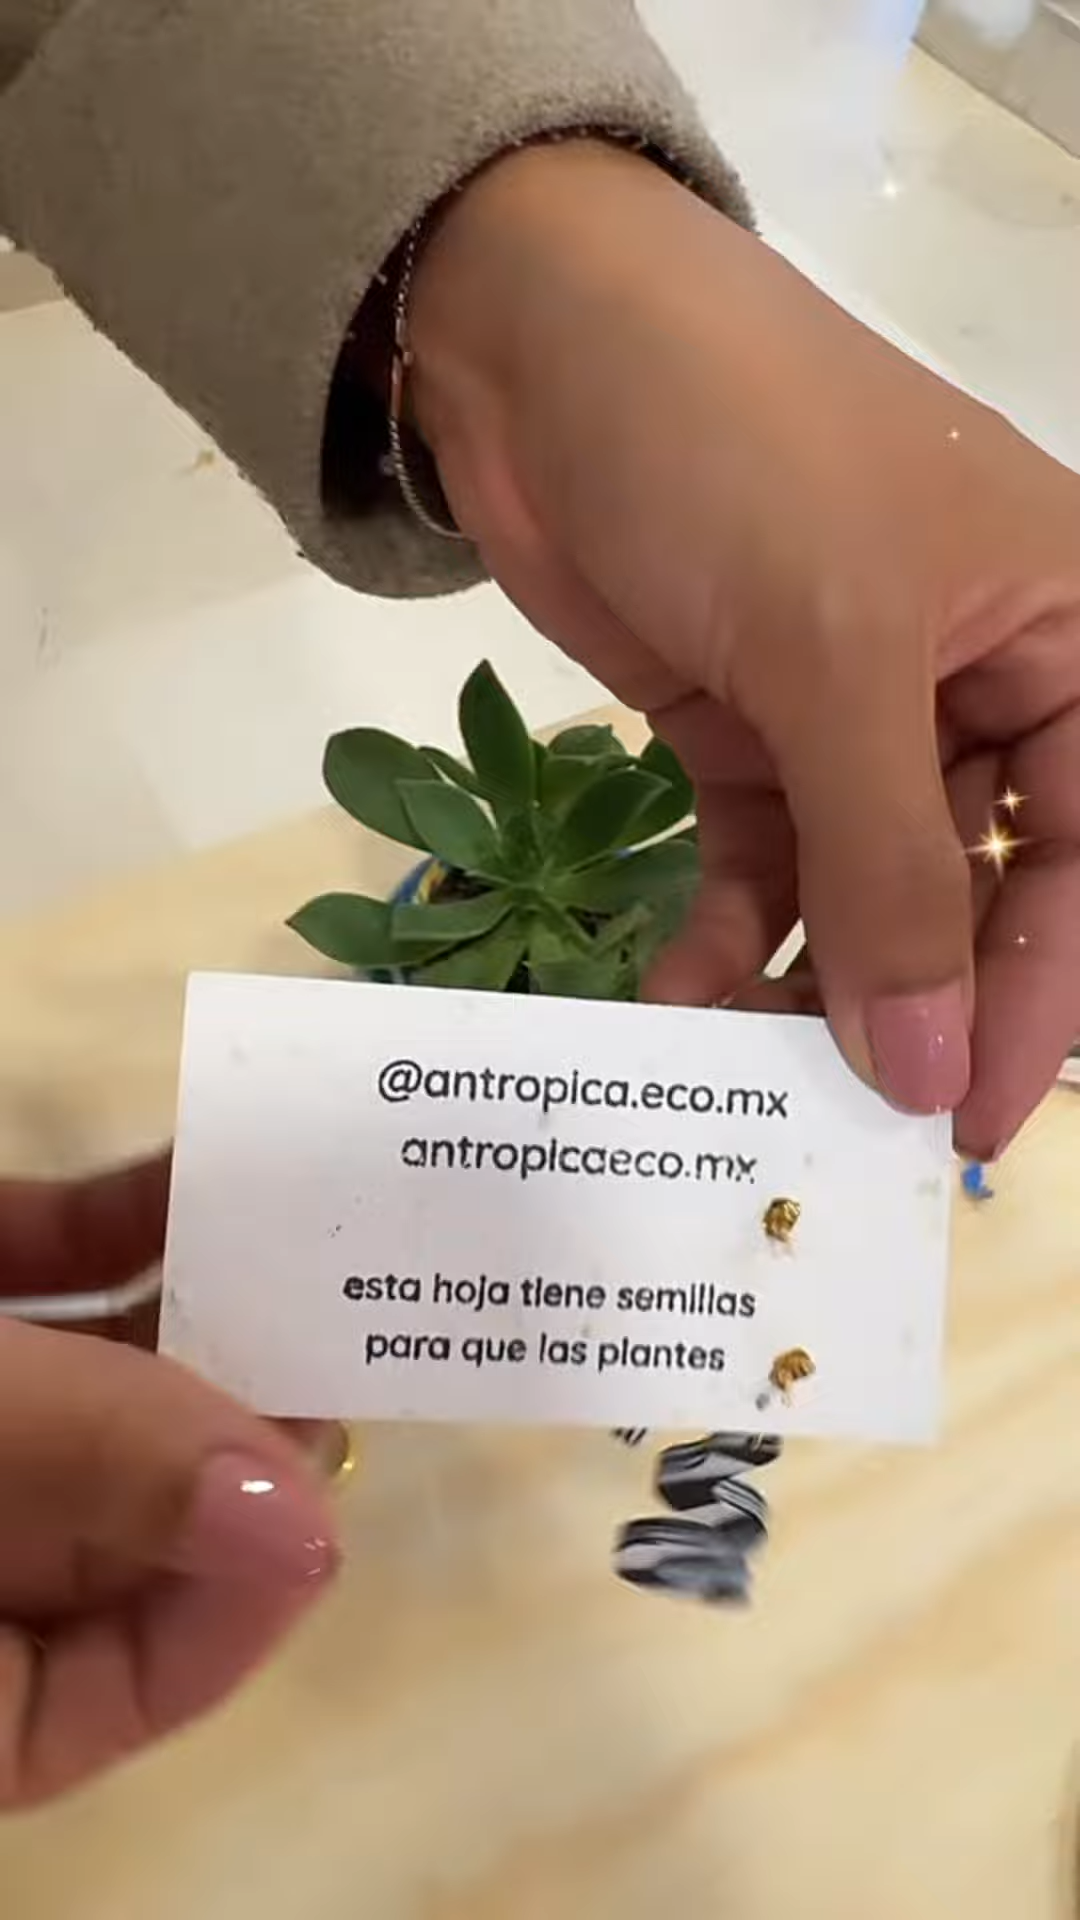 @antropica.eco.mx
antropicaeco.mx
esta hoja tiene semillas
para que las plantes